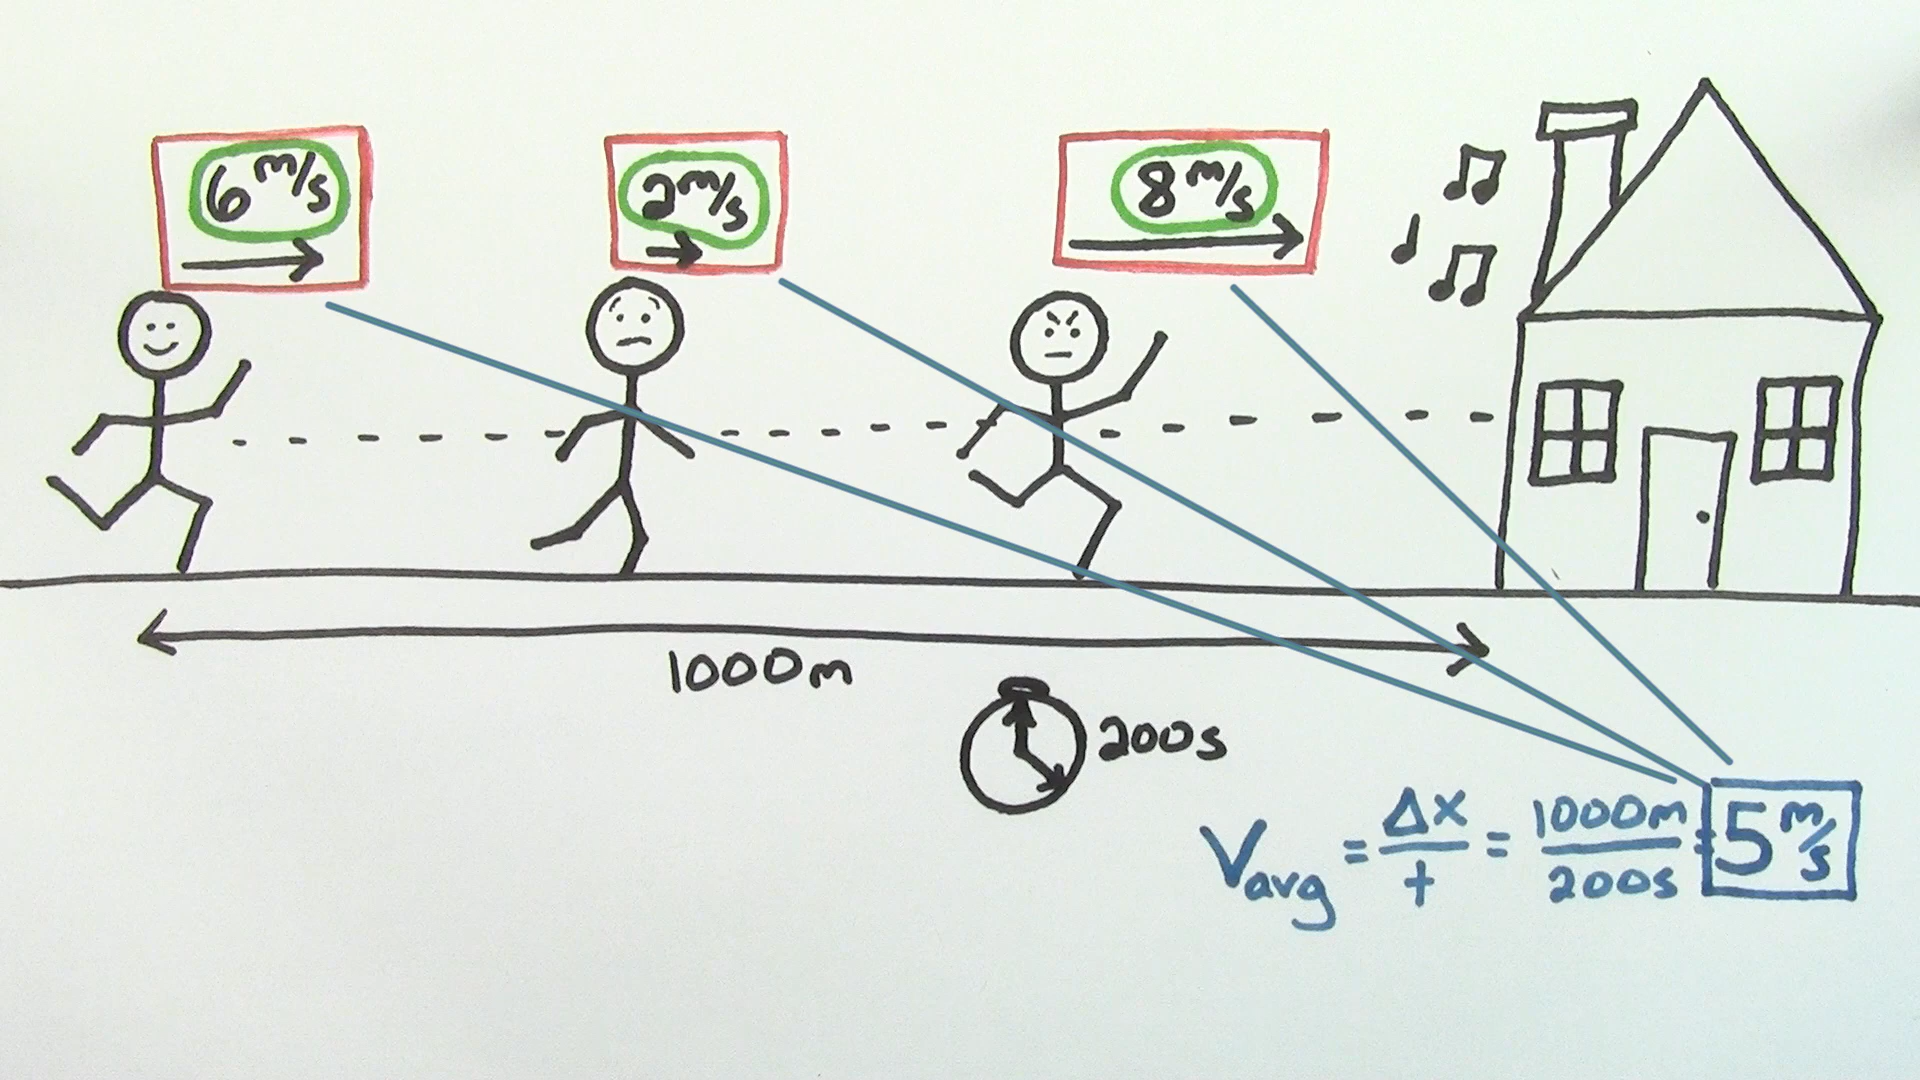 6 m/s
2 m/s
8 m/s
1000m
200s
Vavg = Δx/t = 1000m/200s = 5 m/s